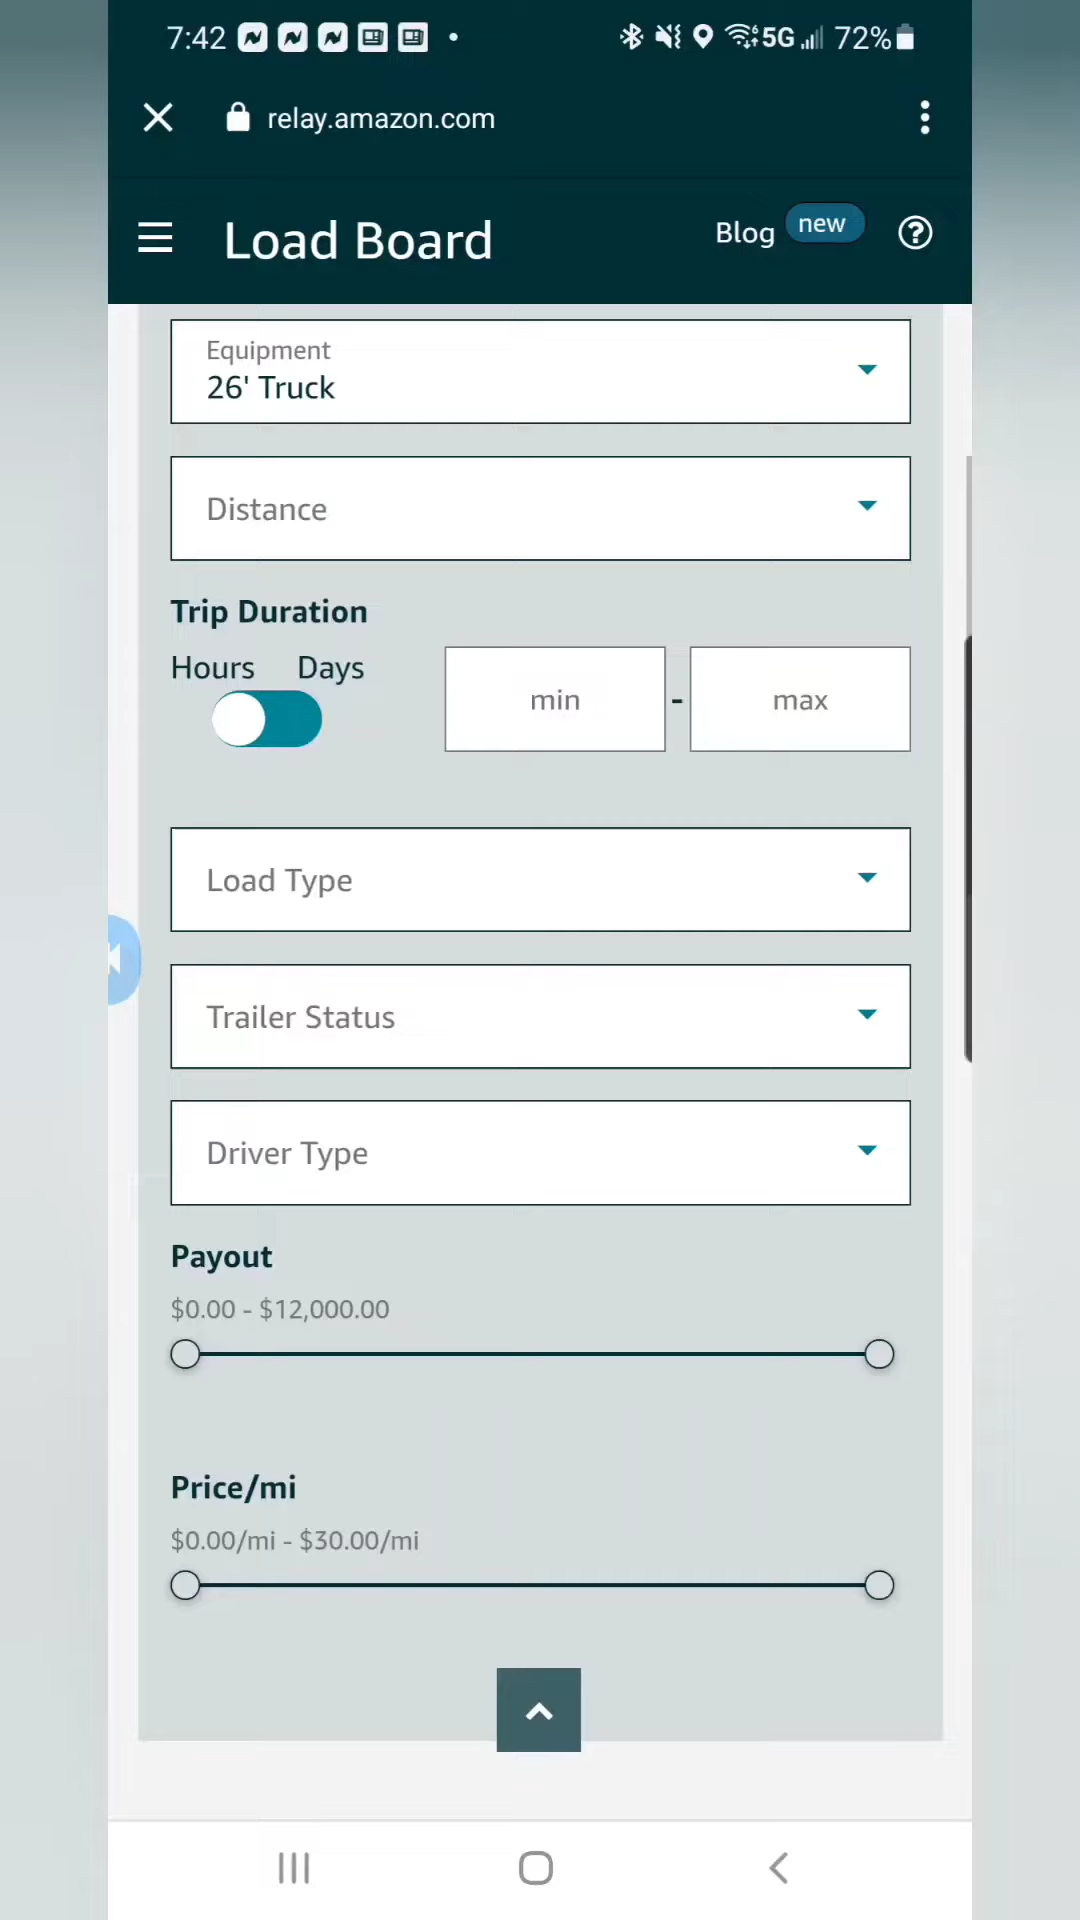 7:42 5G 72%
relay.amazon.com
Load Board Blog new ?
Equipment
26' Truck
Distance
Trip Duration
Hours Days
min - max
Load Type
Trailer Status
Driver Type
Payout
$0.00 - $12,000.00
Price/mi
$0.00/mi - $30.00/mi